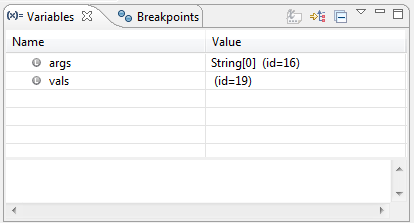 (x)= Variables Breakpoints
Name Value
args String[0] (id=16)
vals (id=19)